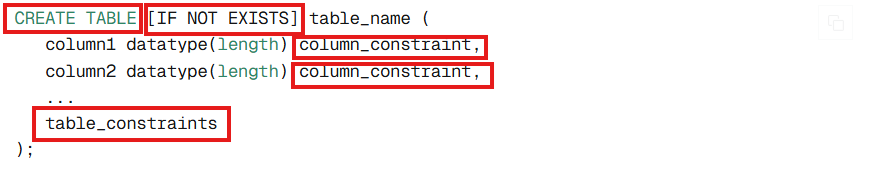 CREATE TABLE [IF NOT EXISTS] table_name (
column1 datatype(length) column_constraint,
column2 datatype(length) column_constraint,
...
table_constraints
);